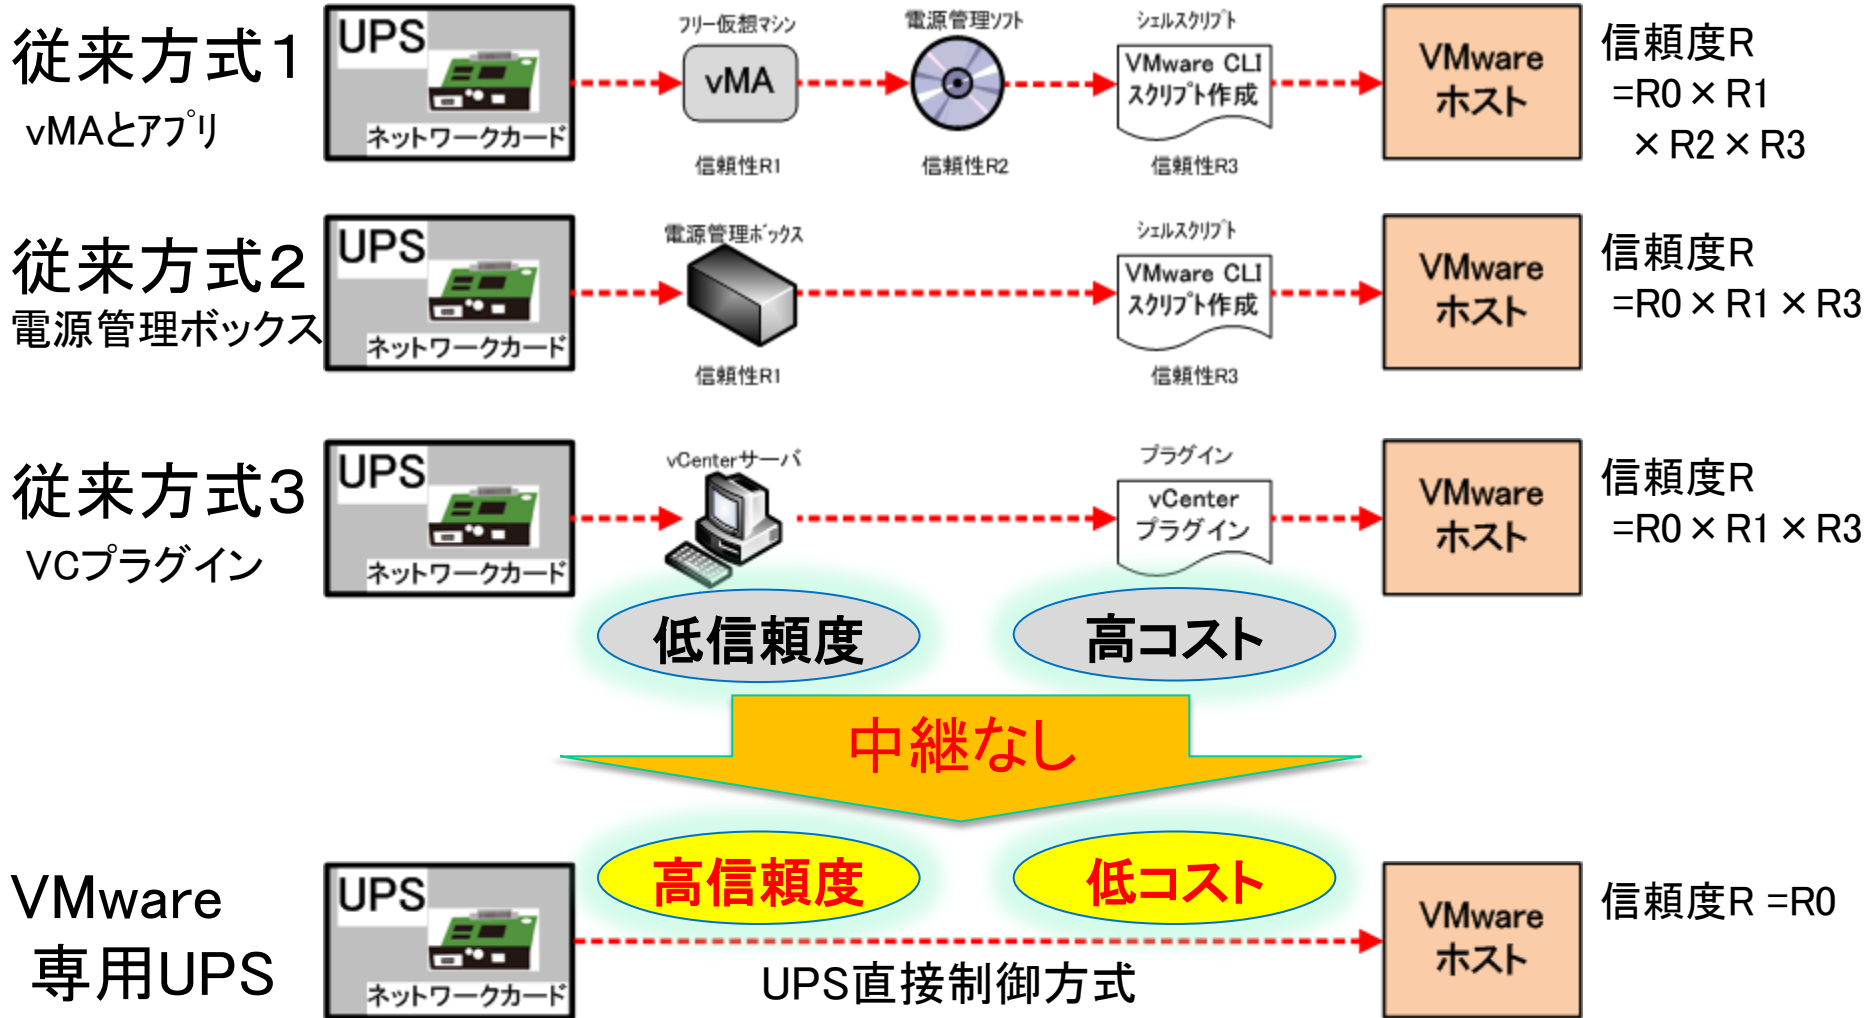 従来方式１
vMAとアプリ
UPS
ネットワークカード
フリー仮想マシン
vMA
信頼性R1
電源管理ソフト
信頼性R2
シェルスクリプト
VMware CLI
スクリプト作成
信頼性R3
VMware
ホスト
信頼度R
=R0×R1
×R2×R3
従来方式２
電源管理ボックス
UPS
ネットワークカード
電源管理ボックス
信頼性R1
シェルスクリプト
VMware CLI
スクリプト作成
信頼性R3
VMware
ホスト
信頼度R
=R0×R1×R3
従来方式３
VCプラグイン
UPS
ネットワークカード
vCenterサーバ
プラグイン
vCenter
プラグイン
VMware
ホスト
信頼度R
=R0×R1×R3
低信頼度
高コスト
中継なし
高信頼度
低コスト
VMware
専用UPS
UPS
ネットワークカード
UPS直接制御方式
VMware
ホスト
信頼度R =R0